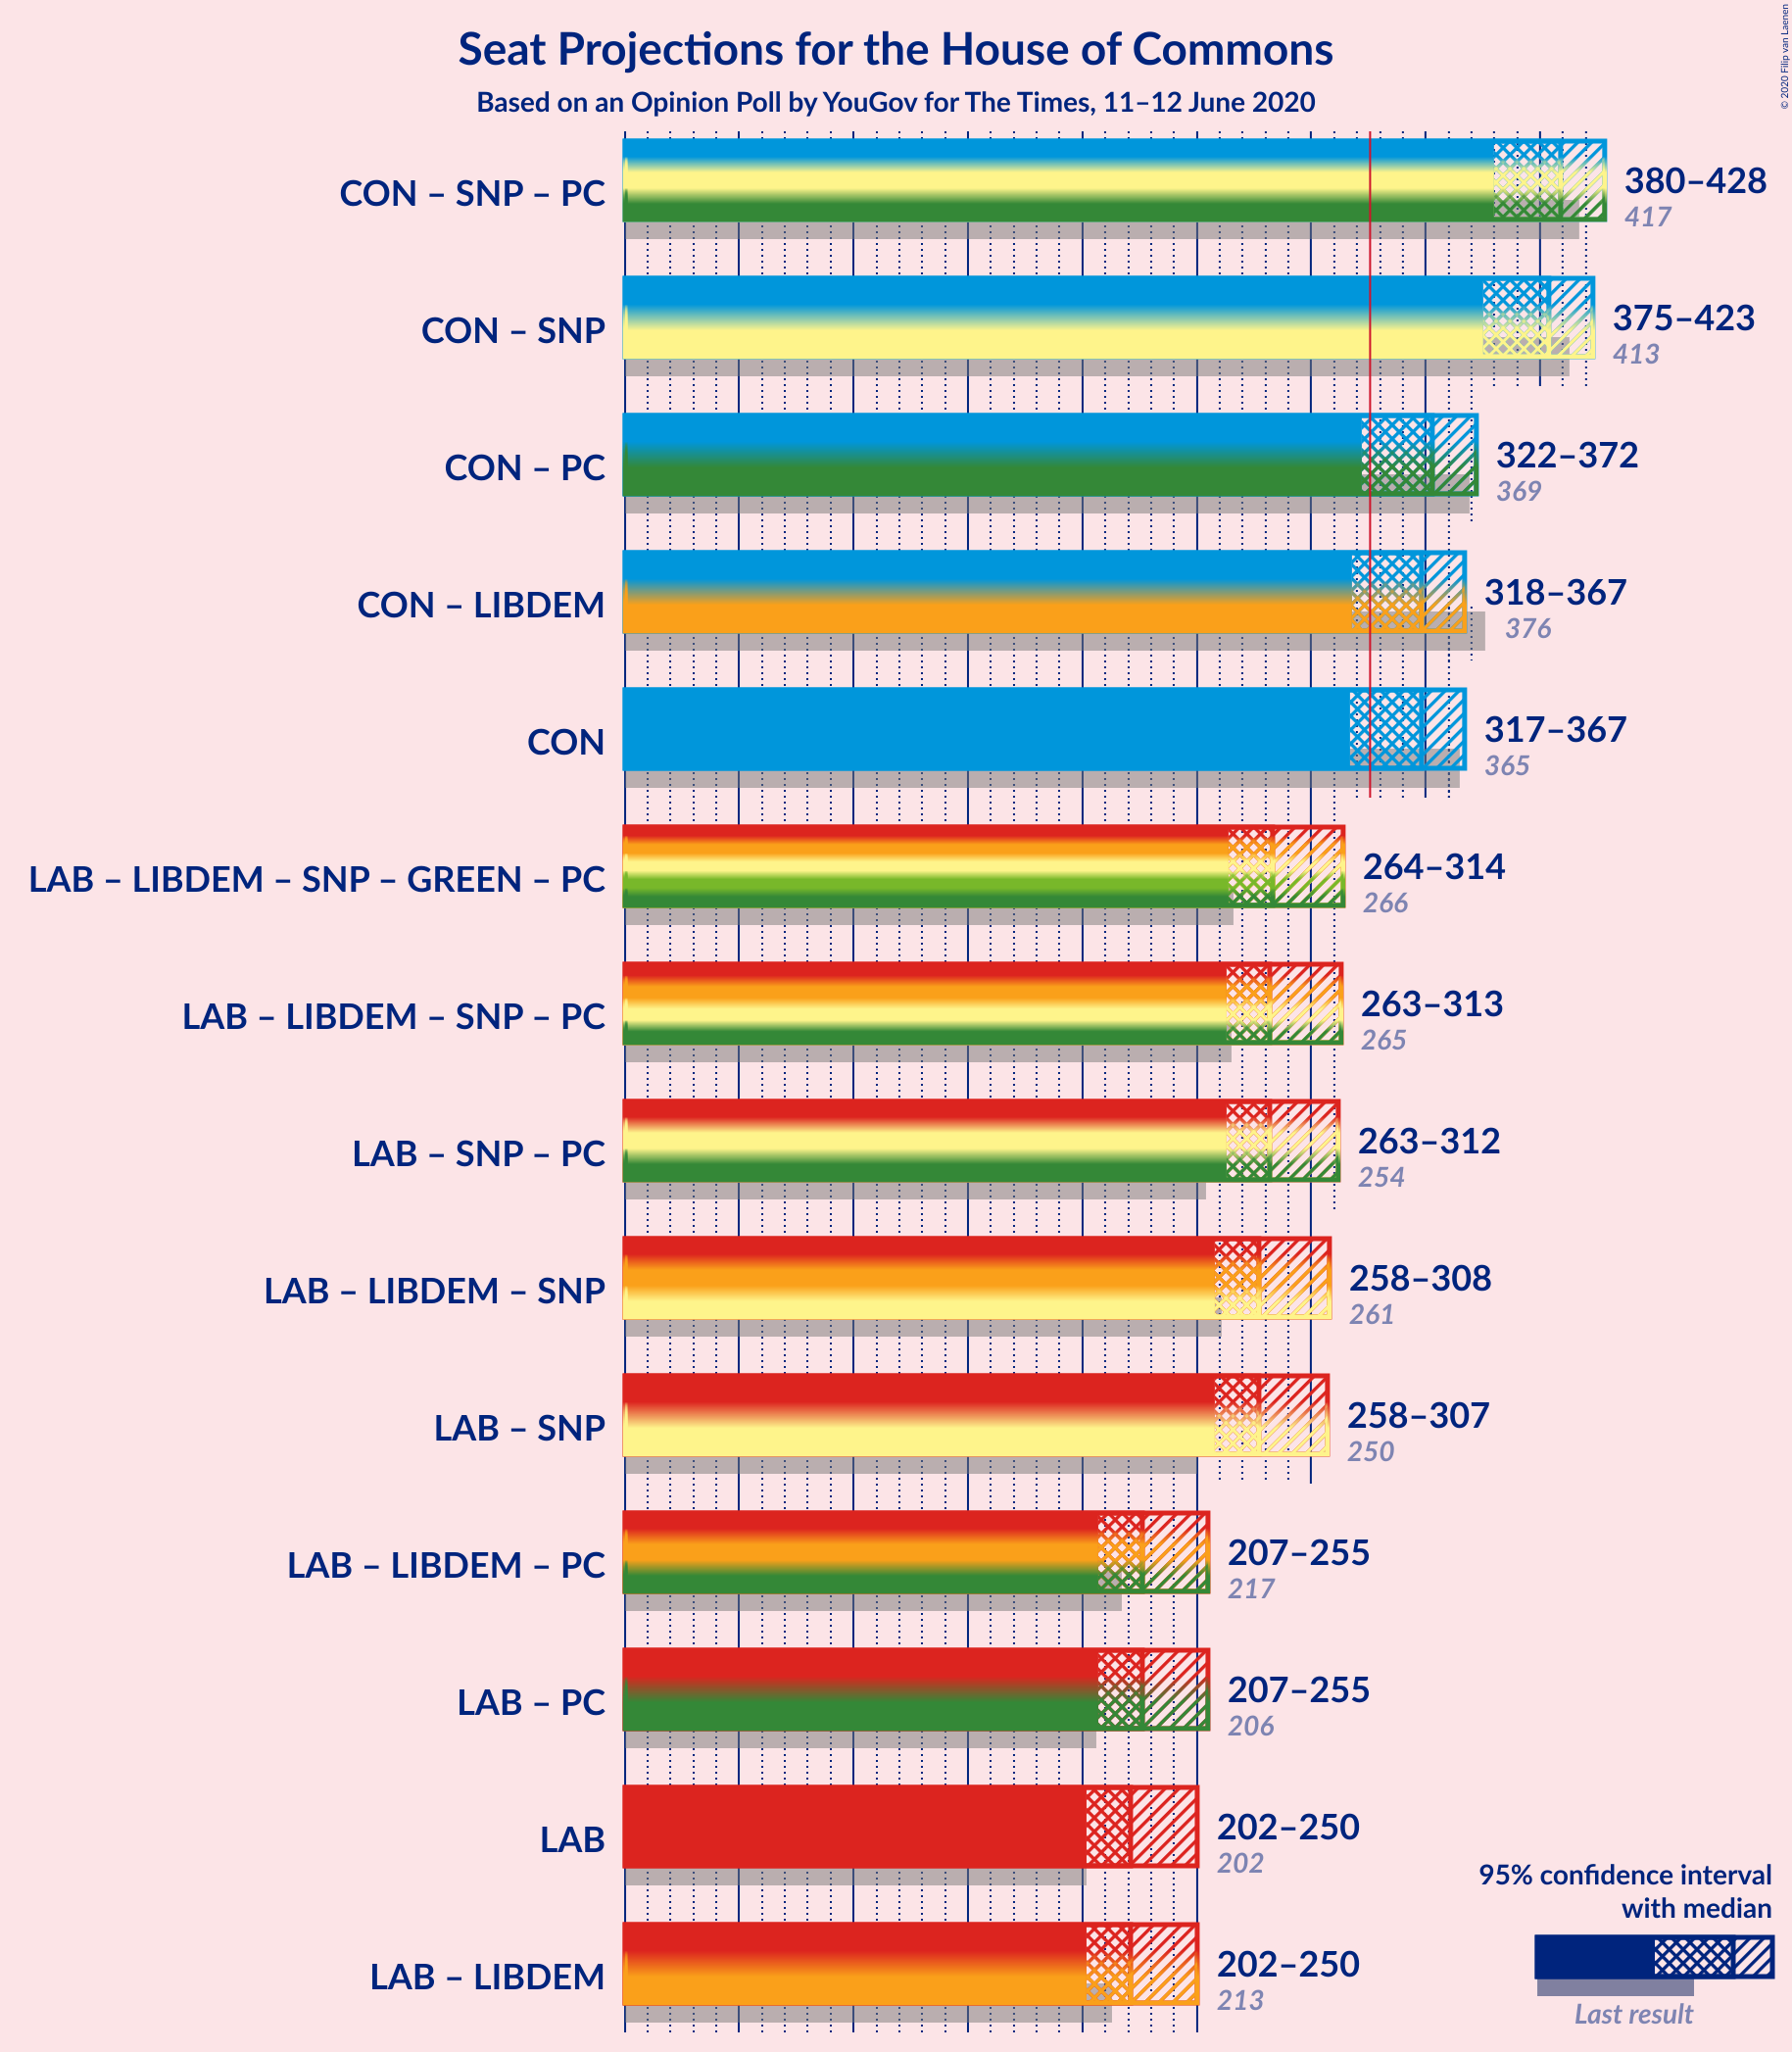 Seat Projections for the House of Commons
Based on an Opinion Poll by YouGov for The Times, 11–12 June 2020
© 2020 Filip van Laenen
CON – SNP – PC
380–428
417
CON – SNP
375–423
413
CON – PC
322–372
369
CON – LIBDEM
318–367
376
CON
317–367
365
LAB – LIBDEM – SNP – GREEN – PC
264–314
266
LAB – LIBDEM – SNP – PC
263–313
265
LAB – SNP – PC
263–312
254
LAB – LIBDEM – SNP
258–308
261
LAB – SNP
258–307
250
LAB – LIBDEM – PC
207–255
217
LAB – PC
207–255
206
LAB
202–250
202
LAB – LIBDEM
202–250
213
95% confidence interval
with median
Last result